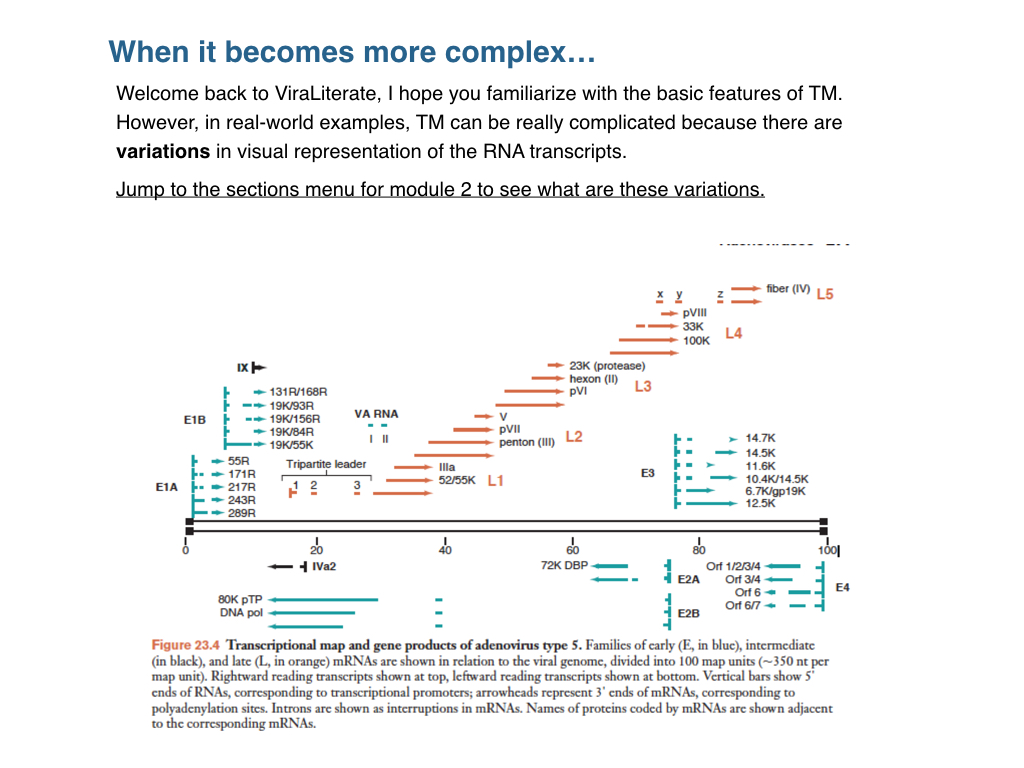 When it becomes more complex…
Welcome back to ViraLiterate, I hope you familiarize with the basic features of TM.
However, in real-world examples, TM can be really complicated because there are
variations in visual representation of the RNA transcripts.
Jump to the sections menu for module 2 to see what are these variations.
x y z fiber (IV) L5
pVIII
33K L4
100K
23K (protease)
hexon (II) L3
pVI
IX
131R/168R
19K/93R
E1B 19K/156R
19K/84R
19K/55K
VA RNA
I II
V
pVII L2
penton (III)
55R
171R
E1A 217R
243R
289R
Tripartite leader
1 2 3
IIIa
52/55K L1
14.7K
14.5K
E3 11.6K
10.4K/14.5K
6.7K/gp19K
12.5K
0 20 40 60 80 100
IVa2
72K DBP
E2A
Orf 1/2/3/4
Orf 3/4 E4
Orf 6
Orf 6/7
80K pTP
DNA pol
E2B
Figure 23.4 Transcriptional map and gene products of adenovirus type 5. Families of early (E, in blue), intermediate
(in black), and late (L, in orange) mRNAs are shown in relation to the viral genome, divided into 100 map units (~350 nt per
map unit). Rightward reading transcripts shown at top, leftward reading transcripts shown at bottom. Vertical bars show 5'
ends of RNAs, corresponding to transcriptional promoters; arrowheads represent 3' ends of mRNAs, corresponding to
polyadenylation sites. Introns are shown as interruptions in mRNAs. Names of proteins coded by mRNAs are shown adjacent
to the corresponding mRNAs.